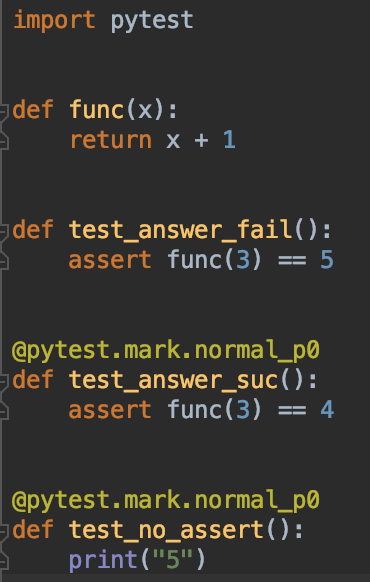 import pytest
def func(x):
    return x + 1
def test_answer_fail():
    assert func(3) == 5
@pytest.mark.normal_p0
def test_answer_suc():
    assert func(3) == 4
@pytest.mark.normal_p0
def test_no_assert():
    print("5")